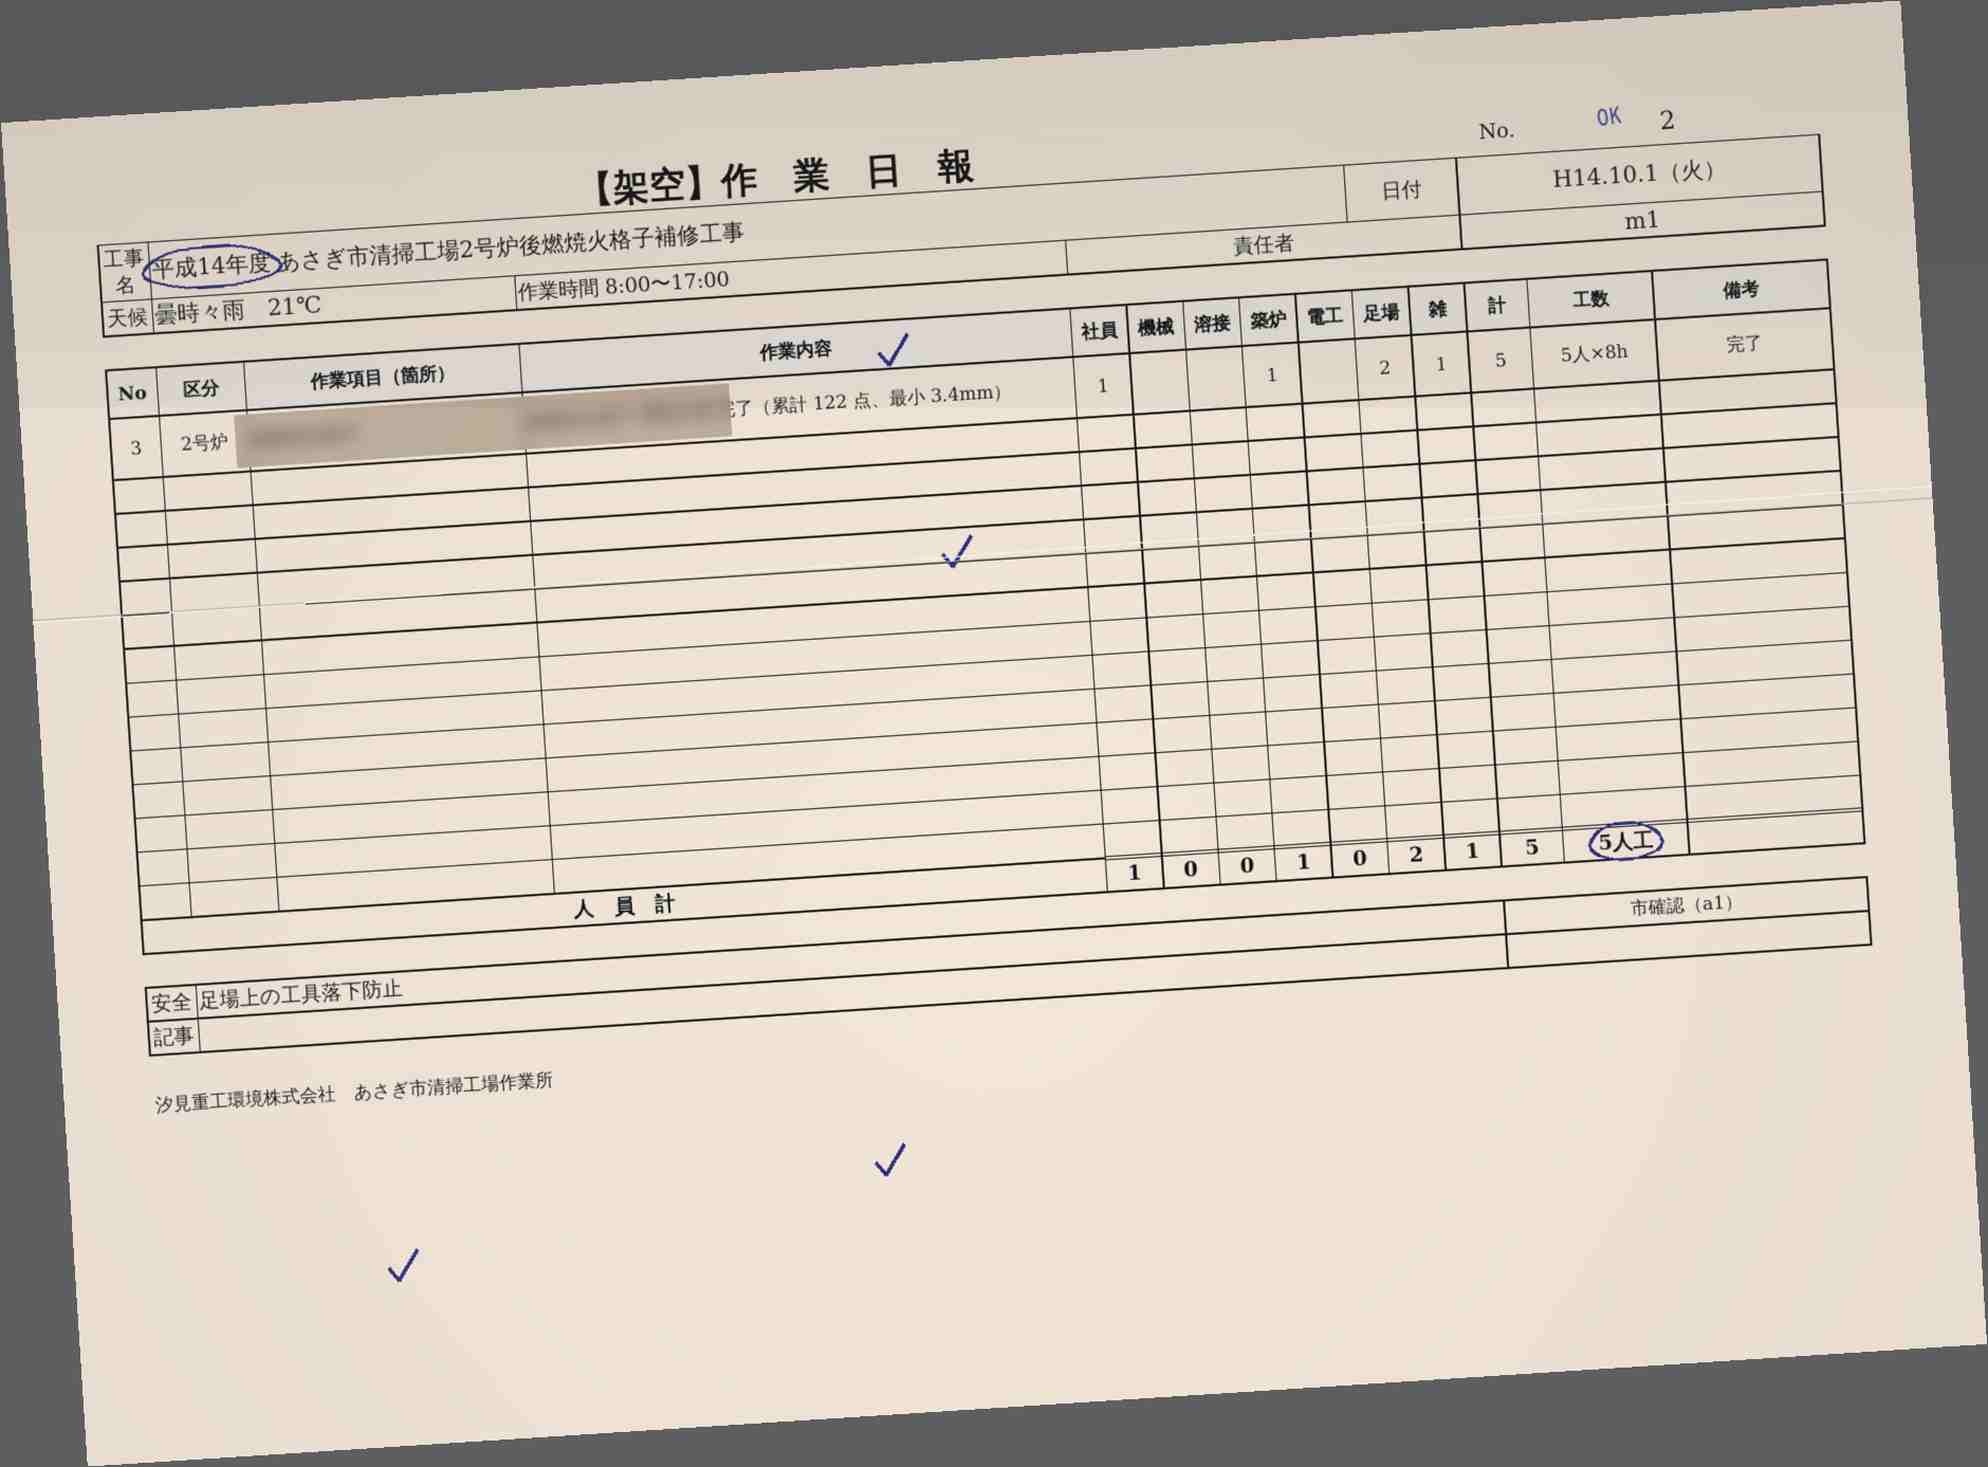 No. OK 2
【架空】作 業 日 報
日付 H14.10.1（火）
工事名 平成14年度 あさぎ市清掃工場2号炉後燃焼火格子補修工事
責任者 m1
天候 曇時々雨 21℃ 作業時間 8:00〜17:00
No 区分 作業項目（箇所） 作業内容 社員 機械 溶接 築炉 電工 足場 雑 計 工数 備考
3 2号炉 完了（累計 122 点、最小 3.4mm） 1 1 2 1 5 5人×8h 完了
人 員 計 1 0 0 1 0 2 1 5 5人工
市確認（a1）
安全 足場上の工具落下防止
記事
汐見重工環境株式会社 あさぎ市清掃工場作業所